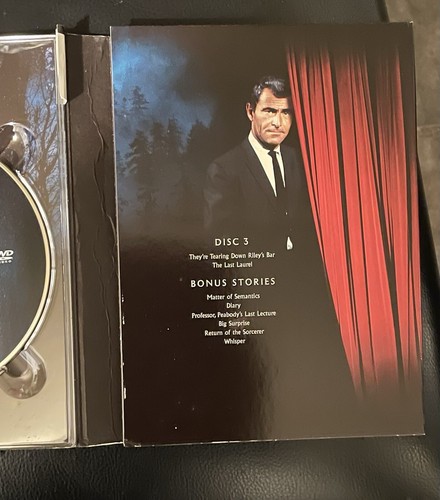 DVD
DISC 3
They're Tearing Down Riley's Bar
The Last Laurel
BONUS STORIES
Matter of Semantics
Diary
Professor, Peabody's Last Lecture
Big Surprise
Return of the Sorcerer
Whisper